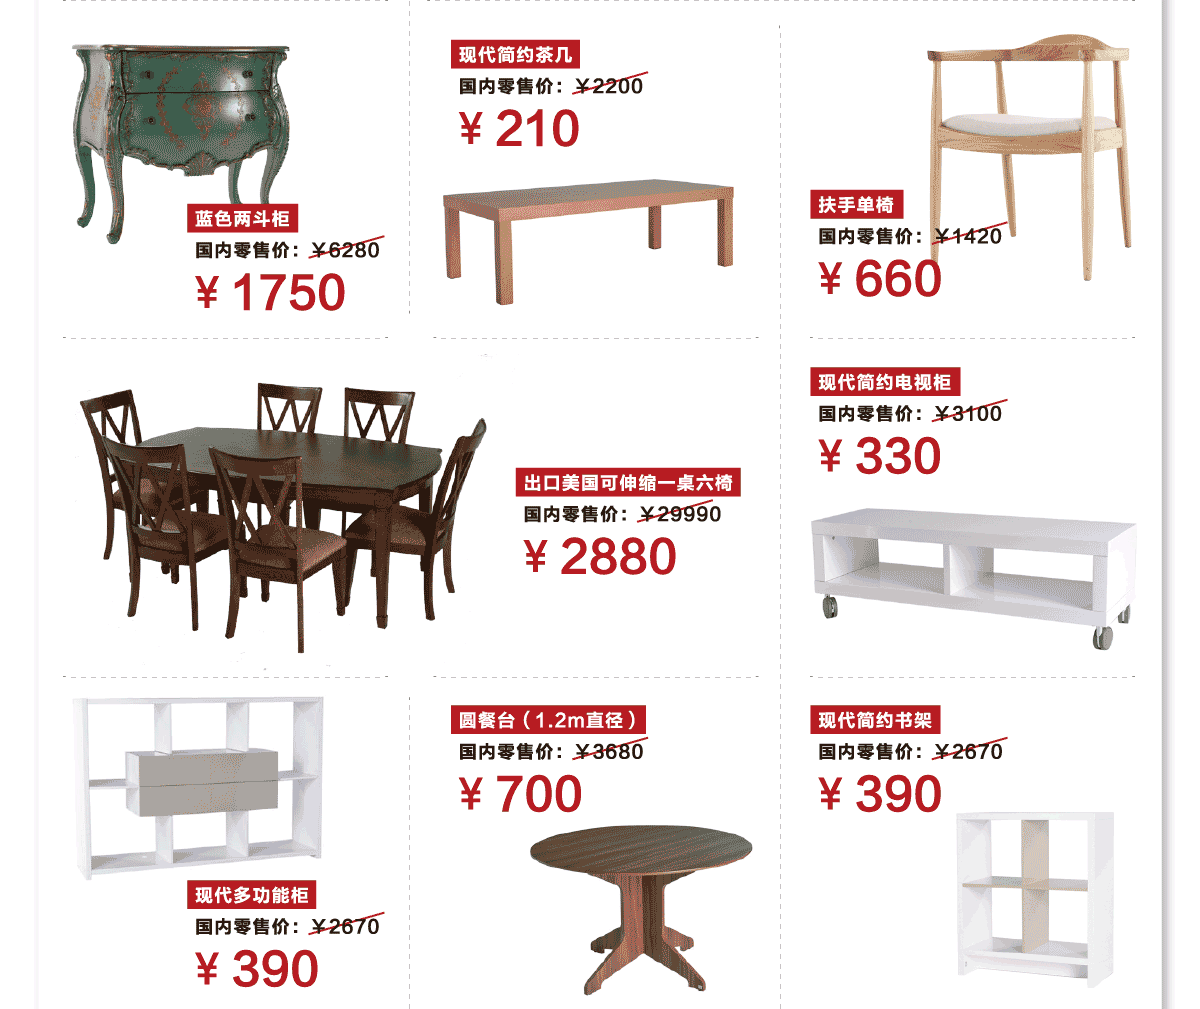 蓝色两斗柜
国内零售价：￥6280
￥1750
现代简约茶几
国内零售价：￥2200
￥210
扶手单椅
国内零售价：￥1420
￥660
出口美国可伸缩一桌六椅
国内零售价：￥29990
￥2880
现代简约电视柜
国内零售价：￥3100
￥330
现代多功能柜
国内零售价：￥2670
￥390
圆餐台（1.2m直径）
国内零售价：￥3680
￥700
现代简约书架
国内零售价：￥2670
￥390